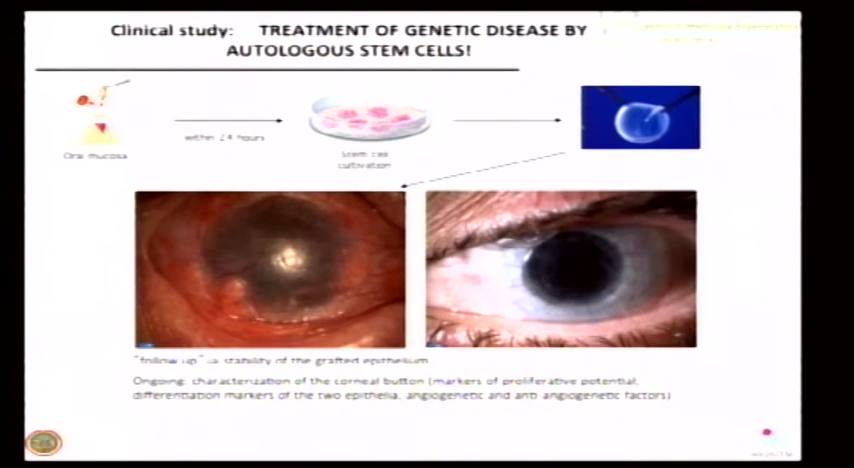 Clinical study: TREATMENT OF GENETIC DISEASE BY
AUTOLOGOUS STEM CELLS!
Oral mucosa
within 24 hours
Stem cell
cultivation
"follow up" stability of the grafted epithelium
Ongoing: characterization of the corneal button (markers of proliferative potential,
differentiation markers of the two epithelia, angiogenetic and anti angiogenetic factors)